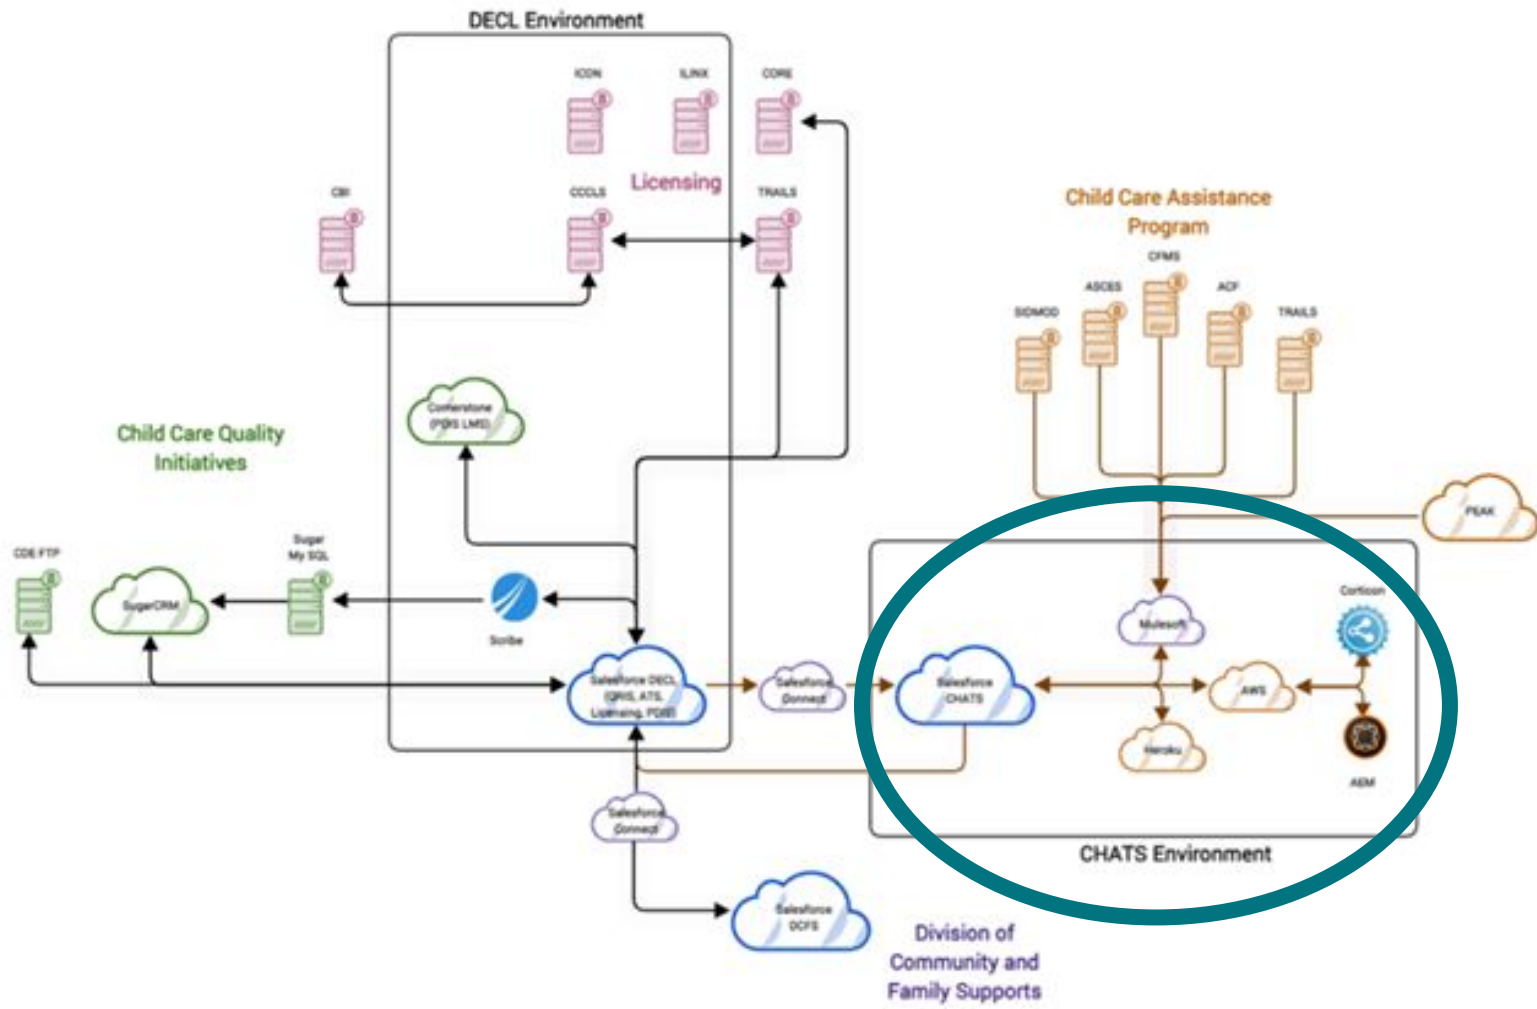 DECL Environment
ICON
ILINX
CORE
Licensing
CBI
CCCLS
TRAILS
Child Care Assistance
Program
CFMS
ASCES
ACF
SIDMOD
TRAILS
Cornerstone
(PDIS LMS)
Child Care Quality
Initiatives
PEAK
CDE FTP
Sugar
My SQL
SugarCRM
Scribe
Corticon
Mulesoft
Salesforce DECL
(QRIS, ATS,
Licensing, PDIS)
Salesforce
Connect
Salesforce
CHATS
AWS
Heroku
AEM
Salesforce
Connect
CHATS Environment
Salesforce
DCFS
Division of
Community and
Family Supports